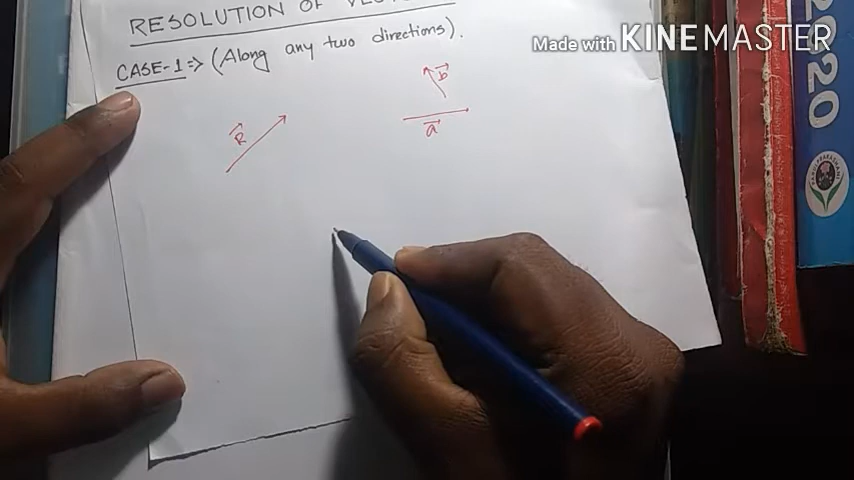 Made with KINEMASTER
RESOLUTION OF
CASE-1 => (Along any two directions).
R
b
a
2020